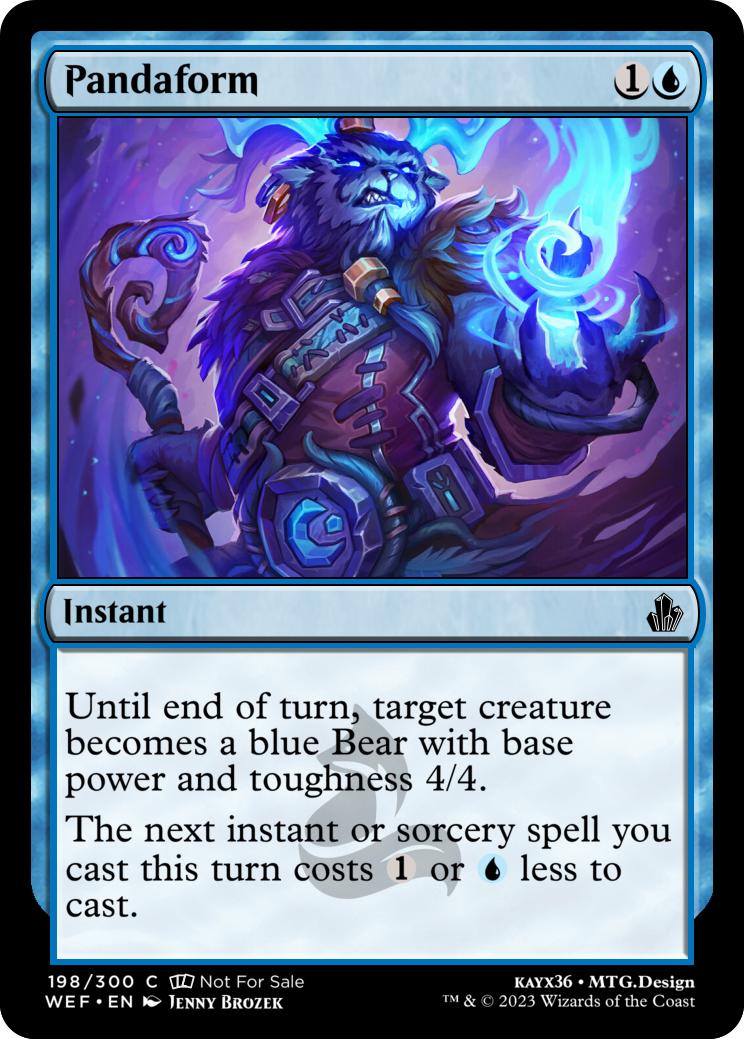 Pandaform 1
Instant
Until end of turn, target creature
becomes a blue Bear with base
power and toughness 4/4.
The next instant or sorcery spell you
cast this turn costs 1 or less to
cast.
198/300 C Not For Sale
WEF • EN Jenny Brozek
KAYX36 • MTG.Design
™ & © 2023 Wizards of the Coast